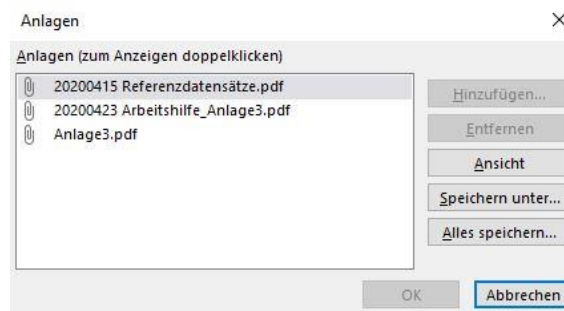 Anlagen
Anlagen (zum Anzeigen doppelklicken)
20200415 Referenzdatensätze.pdf
20200423 Arbeitshilfe_Anlage3.pdf
Anlage3.pdf
Hinzufügen...
Entfernen
Ansicht
Speichern unter...
Alles speichern...
OK
Abbrechen